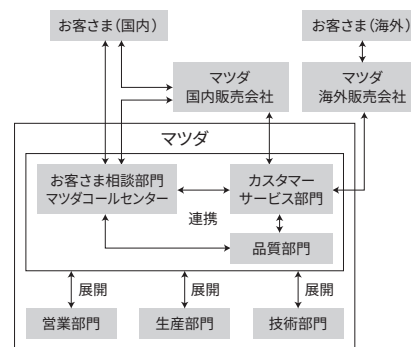 お客さま（国内）
お客さま（海外）
マツダ
国内販売会社
マツダ
海外販売会社
マツダ
お客さま相談部門
マツダコールセンター
カスタマー
サービス部門
連携
品質部門
展開
展開
展開
営業部門
生産部門
技術部門